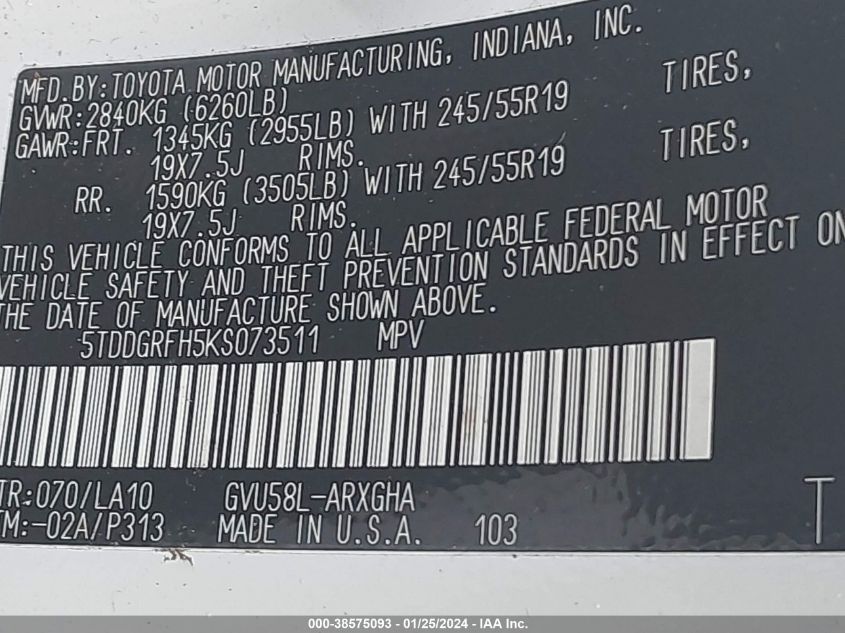 MFD.BY:TOYOTA MOTOR MANUFACTURING, INDIANA, INC.
GVWR:2840KG (6260LB)
GAWR:FRT. 1345KG (2955LB) WITH 245/55R19 TIRES,
19X7.5J RIMS.
RR. 1590KG (3505LB) WITH 245/55R19 TIRES,
19X7.5J RIMS.
THIS VEHICLE CONFORMS TO ALL APPLICABLE FEDERAL MOTOR
VEHICLE SAFETY AND THEFT PREVENTION STANDARDS IN EFFECT ON
THE DATE OF MANUFACTURE SHOWN ABOVE.
5TDDGRFH5KS073511 MPV
TR:070/LA10 GVU58L-ARXGHA
TM:-02A/P313 MADE IN U.S.A. 103 T
000-38575093 - 01/25/2024 - IAA Inc.